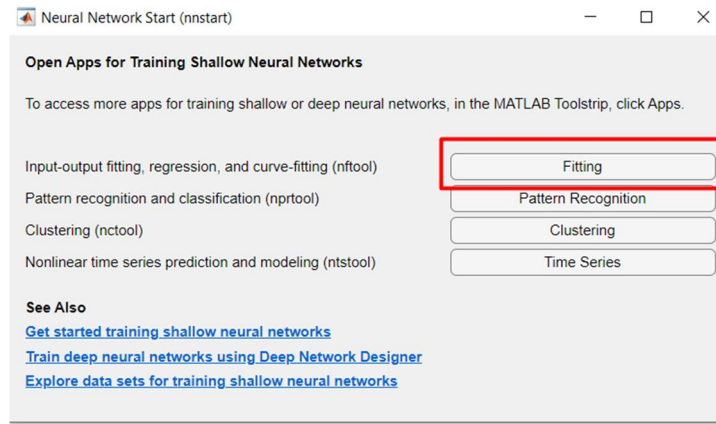 Neural Network Start (nnstart)
Open Apps for Training Shallow Neural Networks
To access more apps for training shallow or deep neural networks, in the MATLAB Toolstrip, click Apps.
Input-output fitting, regression, and curve-fitting (nftool) Fitting
Pattern recognition and classification (nprtool) Pattern Recognition
Clustering (nctool) Clustering
Nonlinear time series prediction and modeling (ntstool) Time Series
See Also
Get started training shallow neural networks
Train deep neural networks using Deep Network Designer
Explore data sets for training shallow neural networks